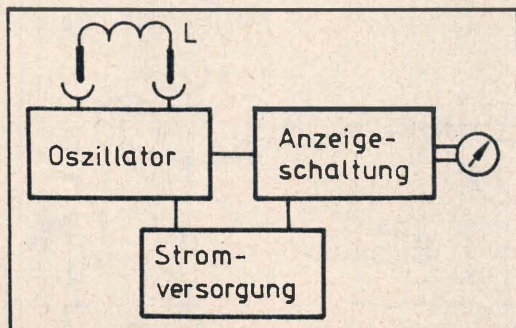 L
Oszillator
Anzeige-
schaltung
Strom-
versorgung